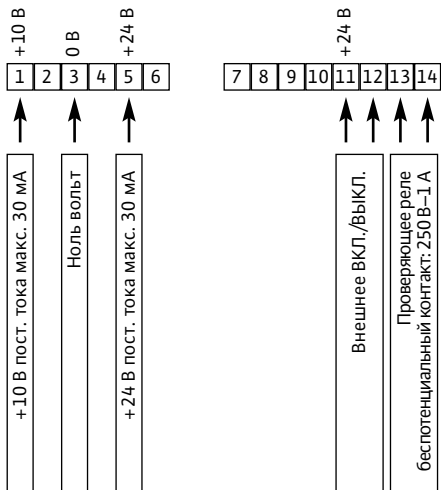 +10 В
0 В
+24 В
+24 В
1 2 3 4 5 6
7 8 9 10 11 12 13 14
+10 В пост. тока макс. 30 мА
Ноль вольт
+24 В пост. тока макс. 30 мА
Внешнее ВКЛ./ВЫКЛ.
Проверяющее реле
беспотенциальный контакт: 250 В–1 А